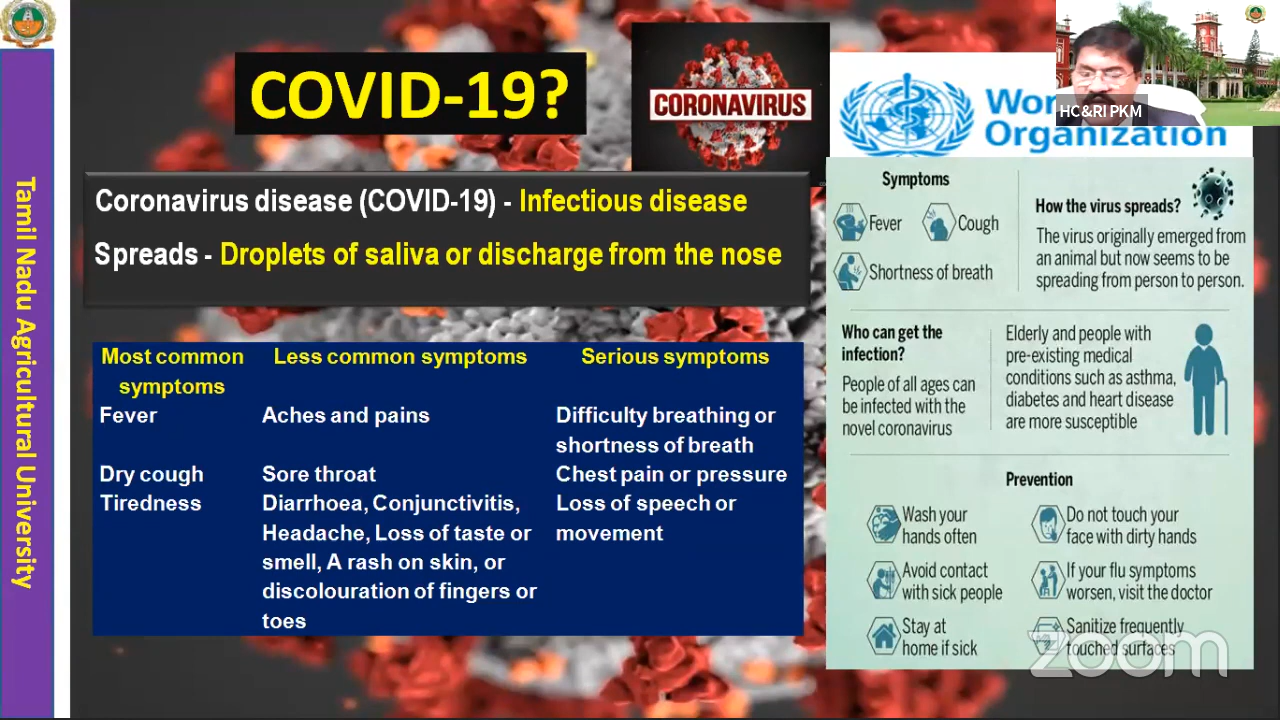 Tamil Nadu Agricultural University
COVID-19?
CORONAVIRUS
Organization
HC&RI PKM
Coronavirus disease (COVID-19) - Infectious disease
Spreads - Droplets of saliva or discharge from the nose
Most common symptoms
Less common symptoms
Serious symptoms
Fever
Aches and pains
Difficulty breathing or
shortness of breath
Dry cough
Sore throat
Chest pain or pressure
Tiredness
Diarrhoea, Conjunctivitis,
Headache, Loss of taste or
smell, A rash on skin, or
discolouration of fingers or
toes
Loss of speech or
movement
Symptoms
Fever
Cough
Shortness of breath
How the virus spreads?
The virus originally emerged from
an animal but now seems to be
spreading from person to person.
Who can get the
infection?
People of all ages can
be infected with the
novel coronavirus
Elderly and people with
pre-existing medical
conditions such as asthma,
diabetes and heart disease
are more susceptible
Prevention
Wash your
hands often
Do not touch your
face with dirty hands
Avoid contact
with sick people
If your flu symptoms
worsen, visit the doctor
Stay at
home if sick
Sanitize frequently
touched surfaces
zoom